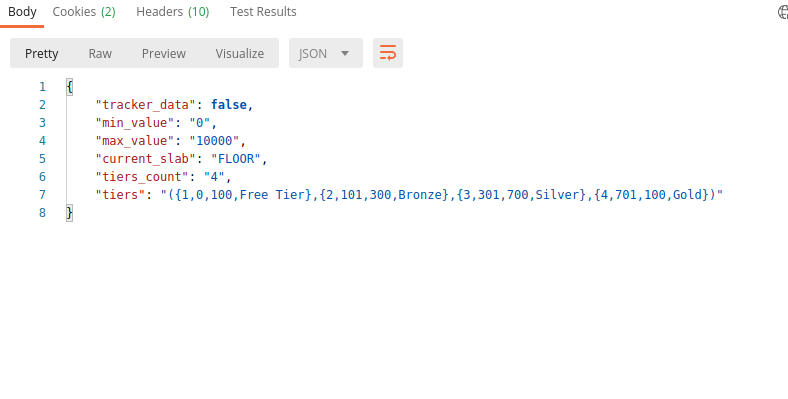 Body Cookies (2) Headers (10) Test Results
Pretty Raw Preview Visualize JSON
1 {
2 "tracker_data": false,
3 "min_value": "0",
4 "max_value": "10000",
5 "current_slab": "FLOOR",
6 "tiers_count": "4",
7 "tiers": "({1,0,100,Free Tier},{2,101,300,Bronze},{3,301,700,Silver},{4,701,100,Gold})"
8 }